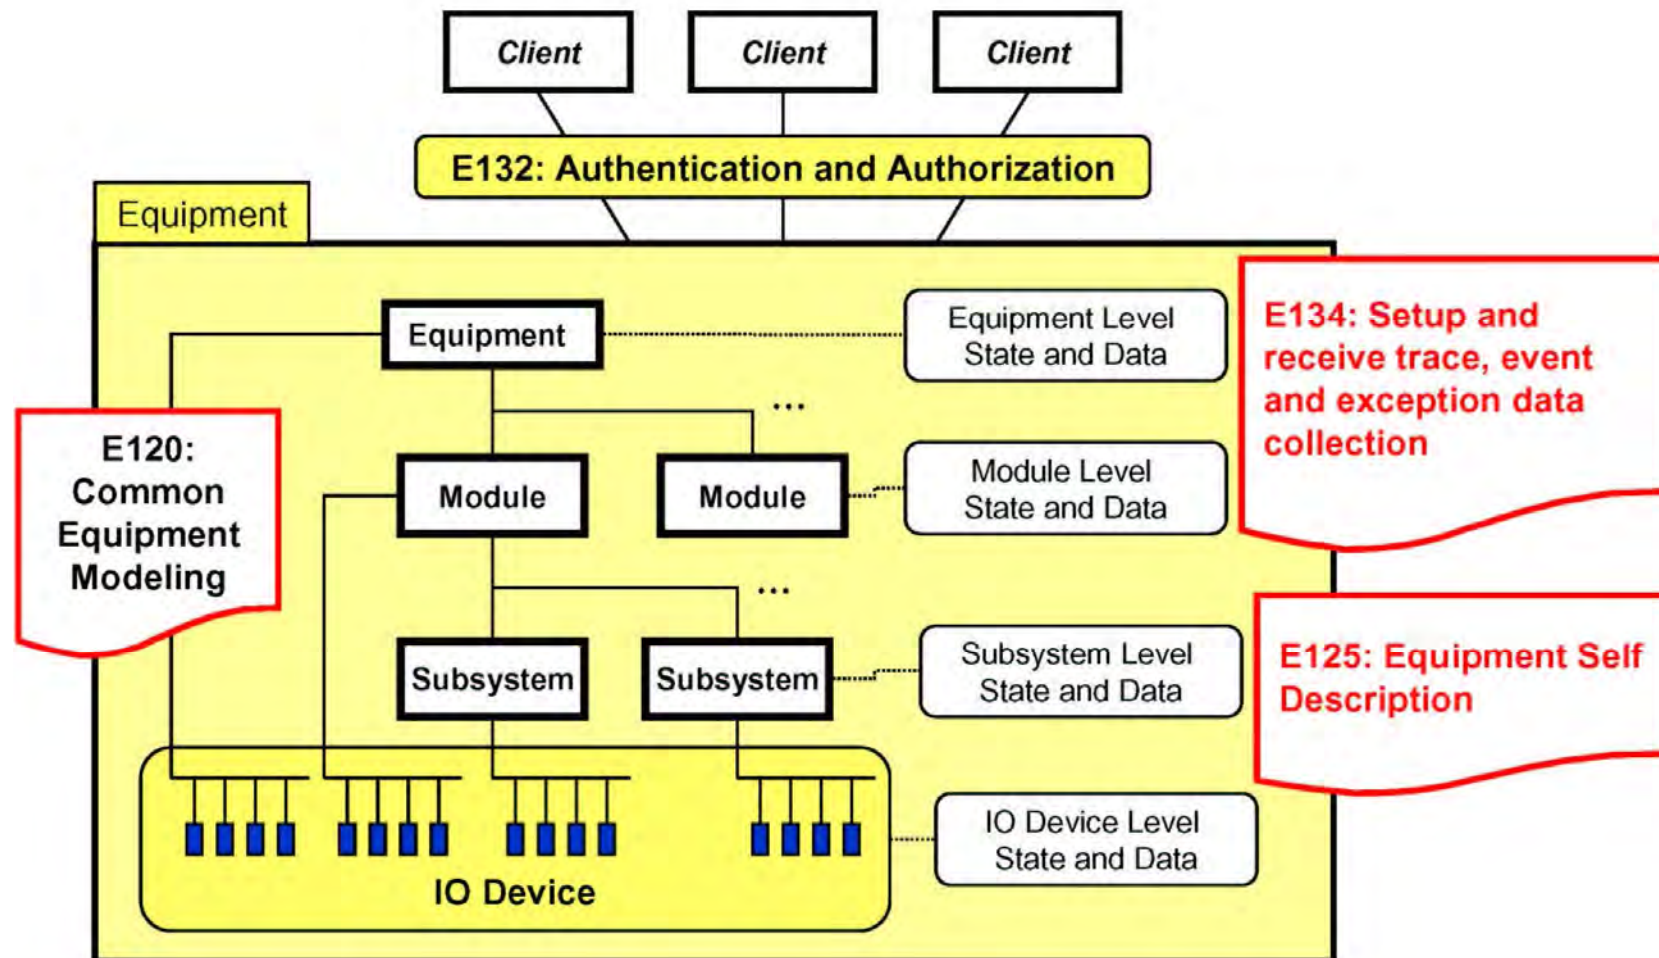 Client
Client
Client
E132: Authentication and Authorization
Equipment
Equipment
Equipment Level
State and Data
E134: Setup and
receive trace, event
and exception data
collection
...
E120:
Common
Equipment
Modeling
Module
Module
Module Level
State and Data
...
Subsystem
Subsystem
Subsystem Level
State and Data
E125: Equipment Self
Description
IO Device Level
State and Data
IO Device